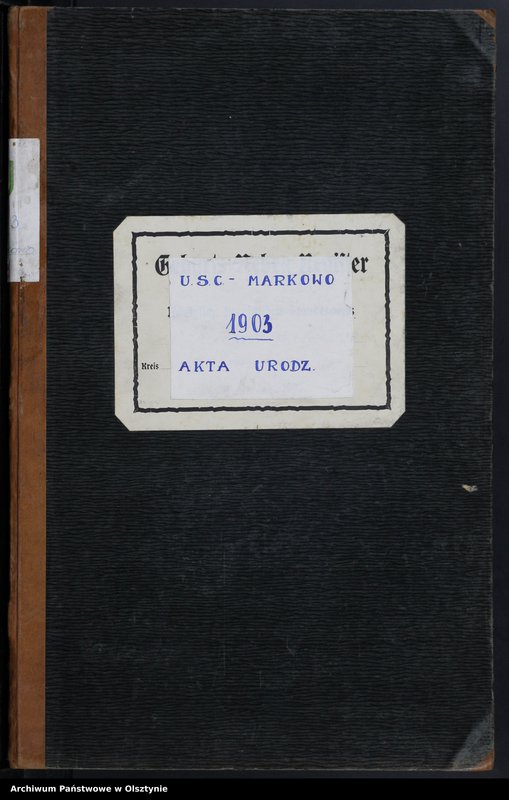 U.S.C. - MARKOWO
1903
Kreis
AKTA URODZ.
Archiwum Państwowe w Olsztynie